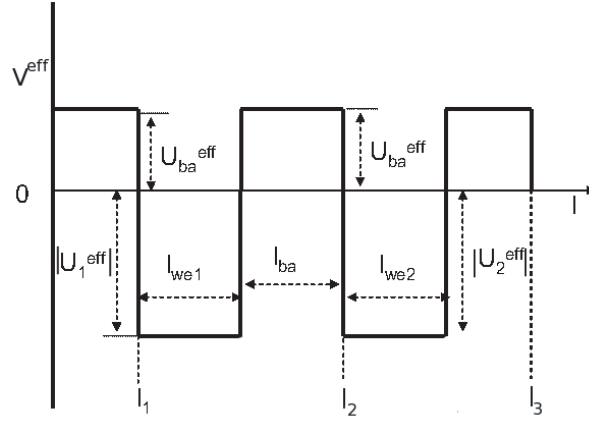 V^eff
U_ba^eff
U_ba^eff
0
l
|U_1^eff|
l_we1
l_ba
l_we2
|U_2^eff|
l_1
l_2
l_3